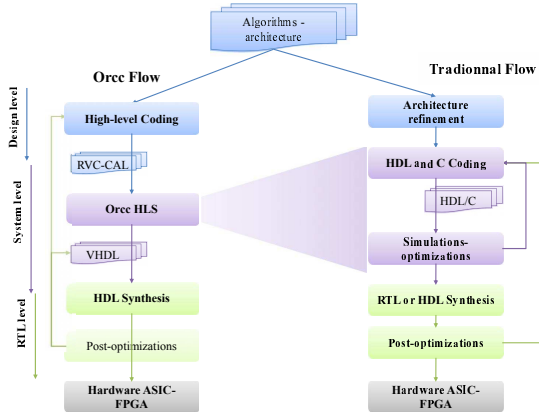 Algorithms -
architecture
Orcc Flow
Tradionnal Flow
Design level
System level
RTL level
High-level Coding
RVC-CAL
Orcc HLS
VHDL
HDL Synthesis
Post-optimizations
Hardware ASIC-
FPGA
Architecture
refinement
HDL and C Coding
HDL/C
Simulations-
optimizations
RTL or HDL Synthesis
Post-optimizations
Hardware ASIC-
FPGA